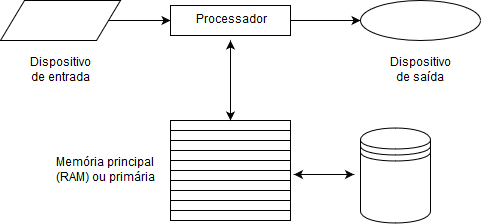 Processador
Dispositivo
de entrada
Dispositivo
de saída
Memória principal
(RAM) ou primária